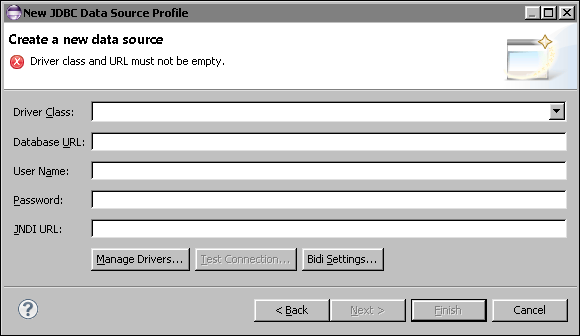 New JDBC Data Source Profile
Create a new data source
Driver class and URL must not be empty.
Driver Class:
Database URL:
User Name:
Password:
JNDI URL:
Manage Drivers... Test Connection... Bidi Settings...
? < Back Next > Finish Cancel